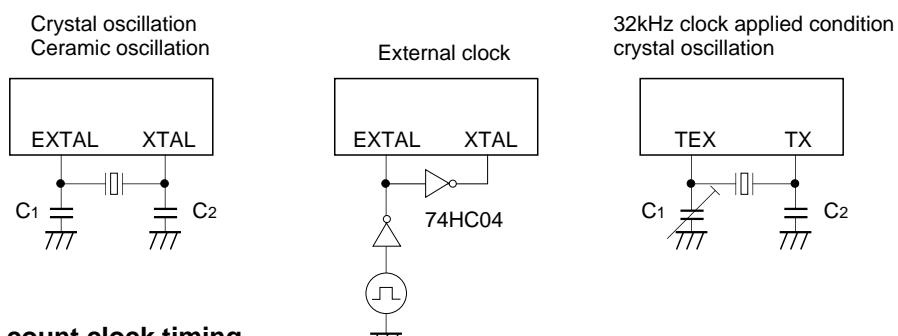 Crystal oscillation
Ceramic oscillation
EXTAL XTAL
C1
C2
External clock
EXTAL XTAL
74HC04
32kHz clock applied condition
crystal oscillation
TEX TX
C1
C2
count clock timing